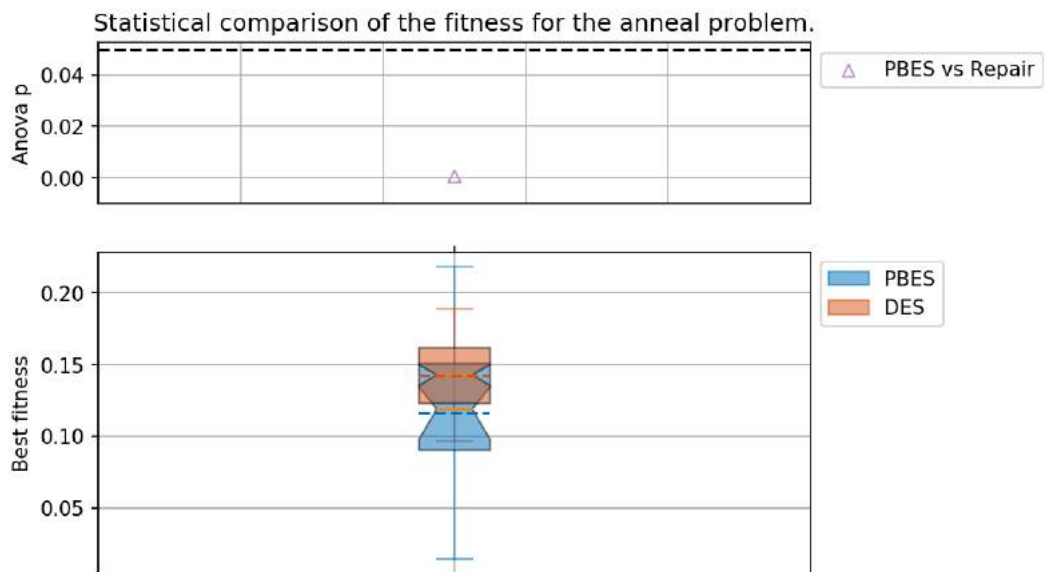 Statistical comparison of the fitness for the anneal problem.
Anova p
0.04
0.02
0.00
PBES vs Repair
Best fitness
0.20
0.15
0.10
0.05
PBES
DES